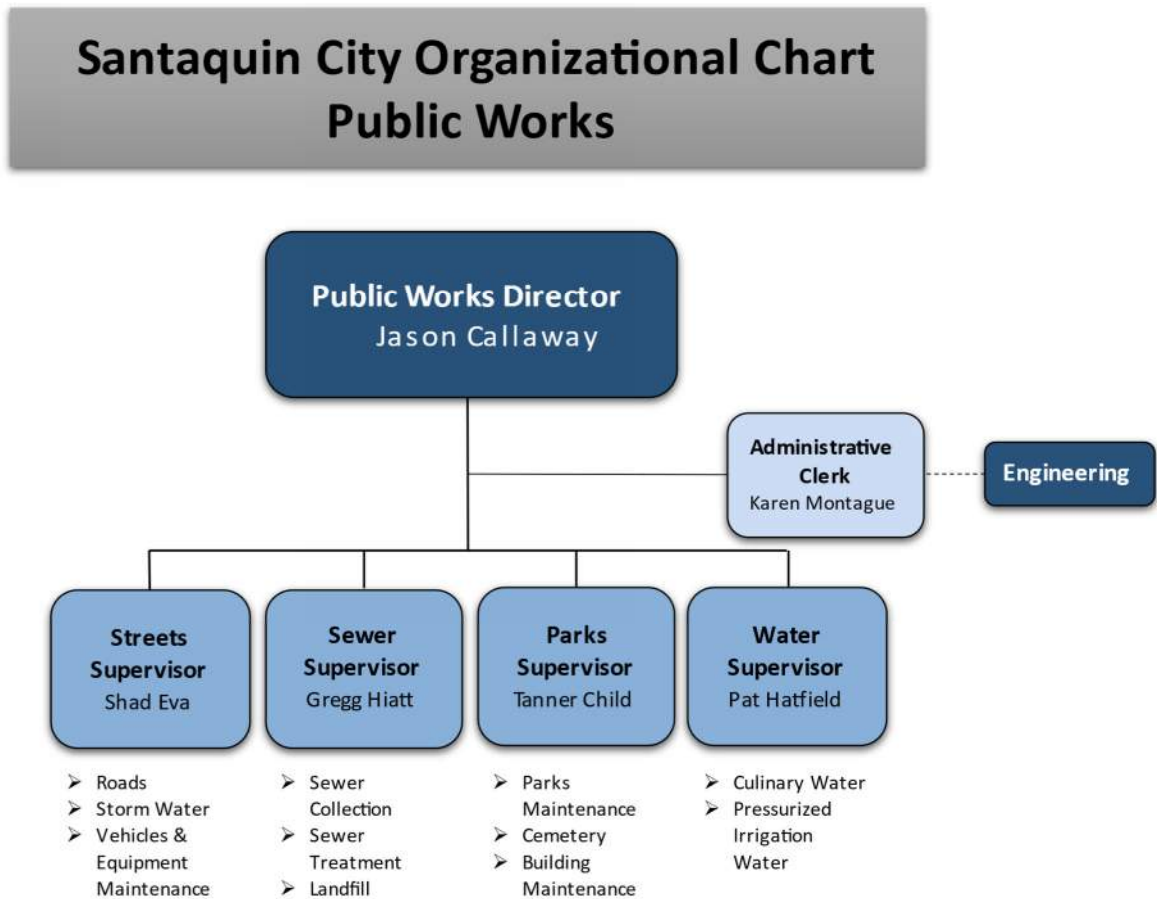 Santaquin City Organizational Chart
Public Works
Public Works Director
Jason Callaway
Administrative
Clerk
Karen Montague
Engineering
Streets
Supervisor
Shad Eva
Sewer
Supervisor
Gregg Hiatt
Parks
Supervisor
Tanner Child
Water
Supervisor
Pat Hatfield
➢ Roads
➢ Storm Water
➢ Vehicles &
Equipment
Maintenance
➢ Sewer
Collection
➢ Sewer
Treatment
➢ Landfill
➢ Parks
Maintenance
➢ Cemetery
➢ Building
Maintenance
➢ Culinary Water
➢ Pressurized
Irrigation
Water